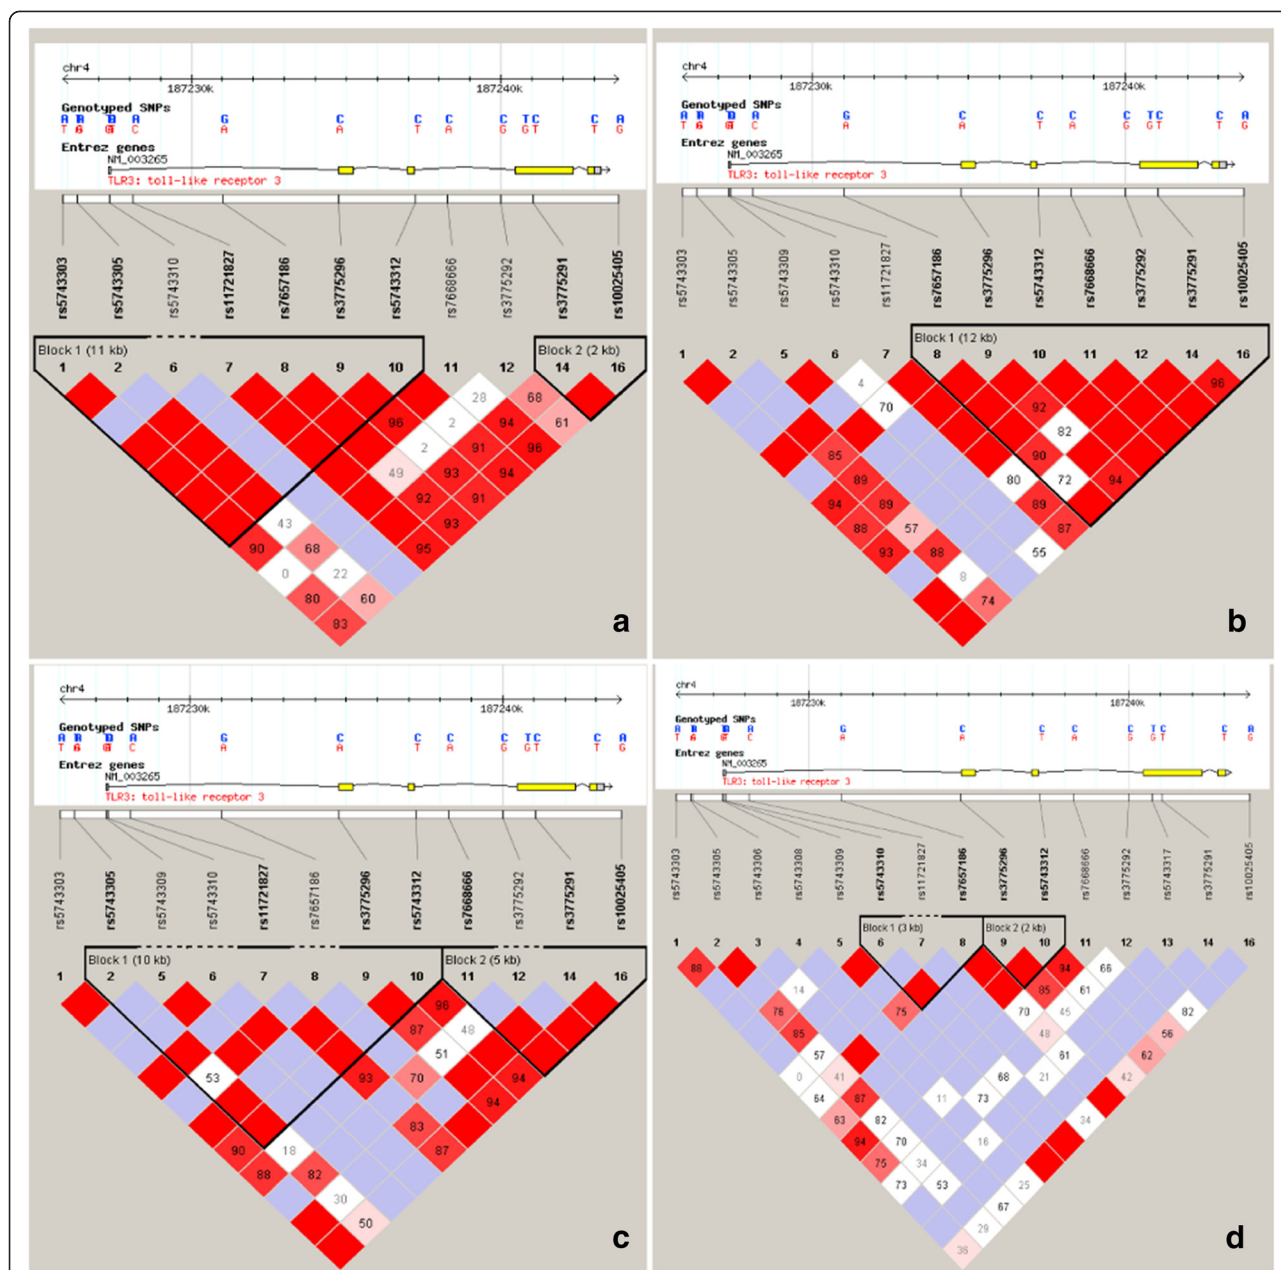 chr4
187230k 187240k
Genotyped SNPs
A A G C C C C TC C A
T C A A T A G GT T G
Entrez genes
NM_003265
TLR3: toll-like receptor 3
rs5743303 rs5743305 rs5743310 rs11721827 rs7657186 rs3775296 rs5743312 rs7668666 rs3775292 rs3775291 rs10025405
Block 1 (11 kb) Block 2 (2 kb)
1 2 6 7 8 9 10 11 12 14 16
28 68
96 2 94 61
2 91 96
49 93 94
92 91
43 93
90 68 95
0 22
80 60
83
a
chr4
187230k 187240k
Genotyped SNPs
A A G C C C C TC C A
T C A A T A G GT T G
Entrez genes
NM_003265
TLR3: toll-like receptor 3
rs5743303 rs5743305 rs5743309 rs5743310 rs11721827 rs7657186 rs3775296 rs5743312 rs7668666 rs3775292 rs3775291 rs10025405
Block 1 (12 kb)
1 2 5 6 7 8 9 10 11 12 14 16
4 96
70 92
82
85 90
89 80 72 94
94 89 89
88 57 87
93 88 55
8
74
b
chr4
187230k 187240k
Genotyped SNPs
A A G C C C C TC C A
T C A A T A G GT T G
Entrez genes
NM_003265
TLR3: toll-like receptor 3
rs5743303 rs5743305 rs5743309 rs5743310 rs11721827 rs7657186 rs3775296 rs5743312 rs7668666 rs3775292 rs3775291 rs10025405
Block 1 (10 kb) Block 2 (5 kb)
1 2 5 6 7 8 9 10 11 12 14 16
96
87 48
51
53 93 70 94
94
83
90 18 87
88 82
30
50
c
chr4
187230k 187240k
Genotyped SNPs
A A G C C C C TC C A
T C A A T A G GT T G
Entrez genes
NM_003265
TLR3: toll-like receptor 3
rs5743303 rs5743305 rs5743306 rs5743308 rs5743309 rs5743310 rs11721827 rs7657186 rs3775296 rs5743312 rs7668666 rs3775292 rs5743317 rs3775291 rs10025405
Block 1 (3 kb) Block 2 (2 kb)
1 2 3 4 5 6 7 8 9 10 11 12 13 14 16
88 94 66
14 85 61
76 75 70 45 82
85 48 56
57 61 62
0 41 68 21 42
64 87 11 73
63 82 34
94 70 16
75 34
73 53 25
67
29
36
d